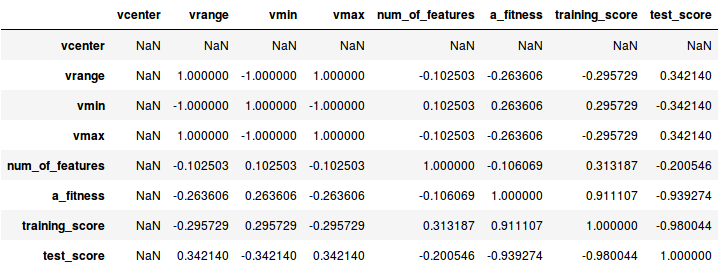 vcenter vrange vmin vmax num_of_features a_fitness training_score test_score
vcenter NaN NaN NaN NaN NaN NaN NaN NaN
vrange NaN 1.000000 -1.000000 1.000000 -0.102503 -0.263606 -0.295729 0.342140
vmin NaN -1.000000 1.000000 -1.000000 0.102503 0.263606 0.295729 -0.342140
vmax NaN 1.000000 -1.000000 1.000000 -0.102503 -0.263606 -0.295729 0.342140
num_of_features NaN -0.102503 0.102503 -0.102503 1.000000 -0.106069 0.313187 -0.200546
a_fitness NaN -0.263606 0.263606 -0.263606 -0.106069 1.000000 0.911107 -0.939274
training_score NaN -0.295729 0.295729 -0.295729 0.313187 0.911107 1.000000 -0.980044
test_score NaN 0.342140 -0.342140 0.342140 -0.200546 -0.939274 -0.980044 1.000000